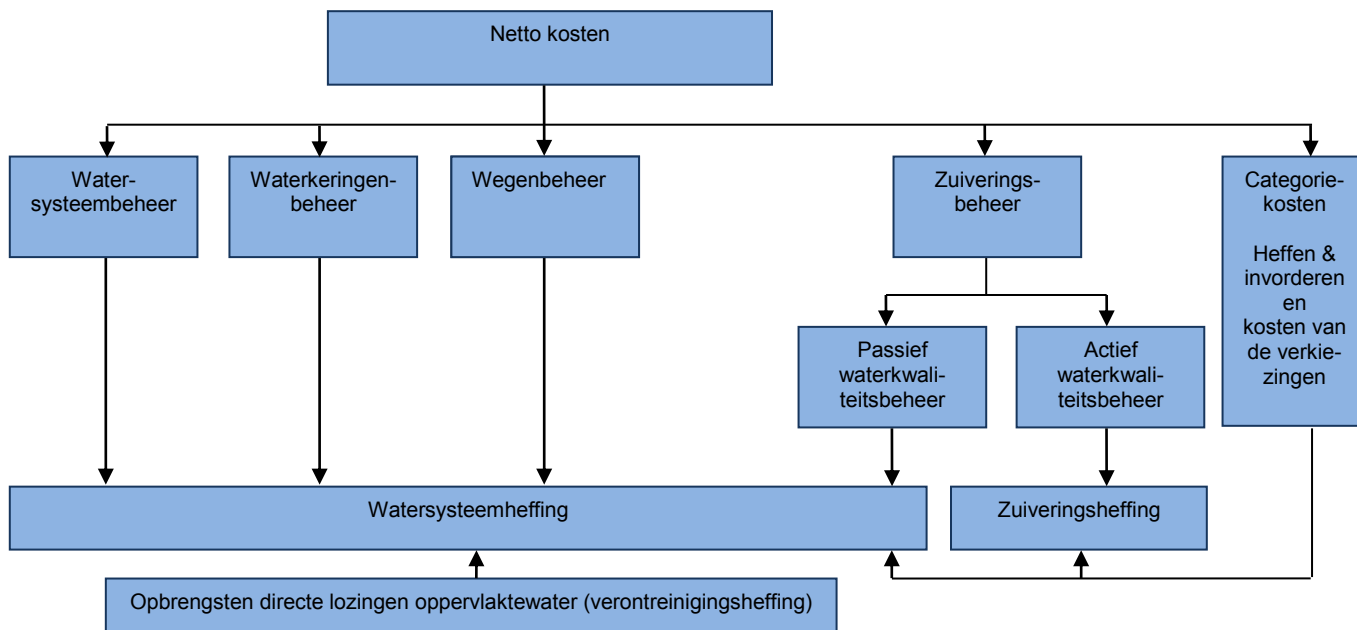 Netto kosten
Water-
systeembeheer
Waterkeringen-
beheer
Wegenbeheer
Zuiverings-
beheer
Categorie-
kosten
Heffen &
invorderen
en
kosten van
de verkie-
zingen
Passief
waterkwali-
teitsbeheer
Actief
waterkwali-
teitsbeheer
Watersysteemheffing
Zuiveringsheffing
Opbrengsten directe lozingen oppervlaktewater (verontreinigingsheffing)